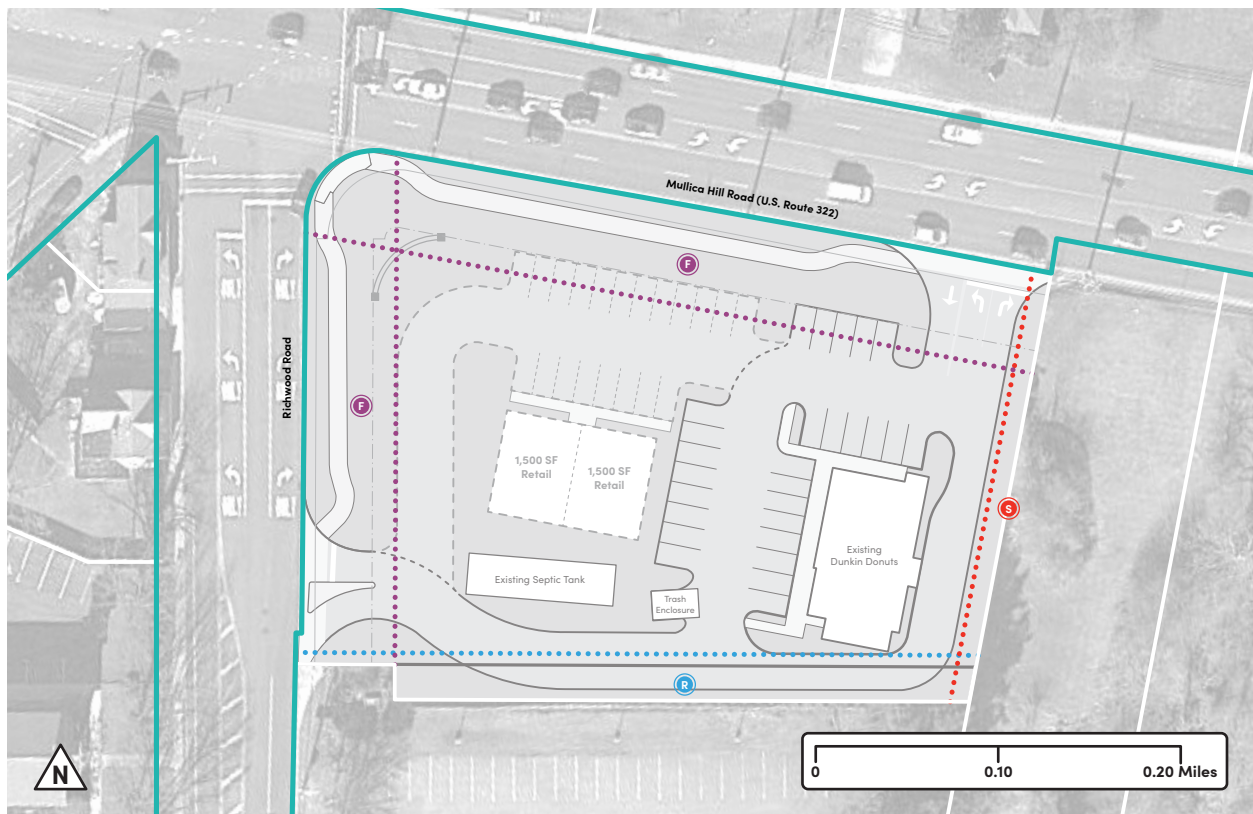 Mullica Hill Road (U.S. Route 322)
F
Richwood Road
F
1,500 SF
Retail
1,500 SF
Retail
S
Existing
Dunkin Donuts
Existing Septic Tank
Trash
Enclosure
R
N
0
0.10
0.20 Miles